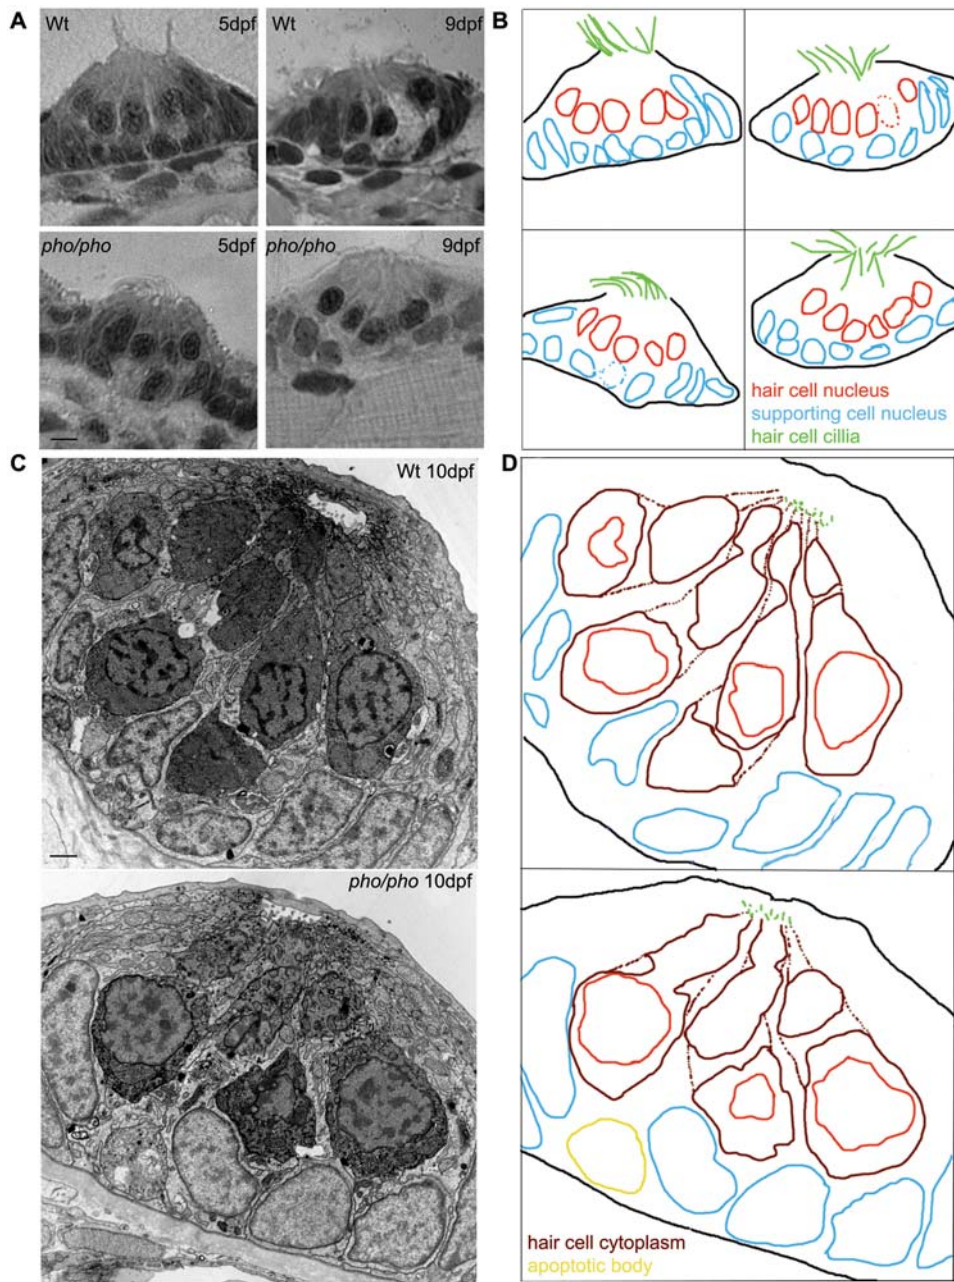 A
Wt
5dpf
Wt
9dpf
B
pho/pho
5dpf
pho/pho
9dpf
hair cell nucleus
supporting cell nucleus
hair cell cillia
C
Wt 10dpf
D
pho/pho 10dpf
hair cell cytoplasm
apoptotic body